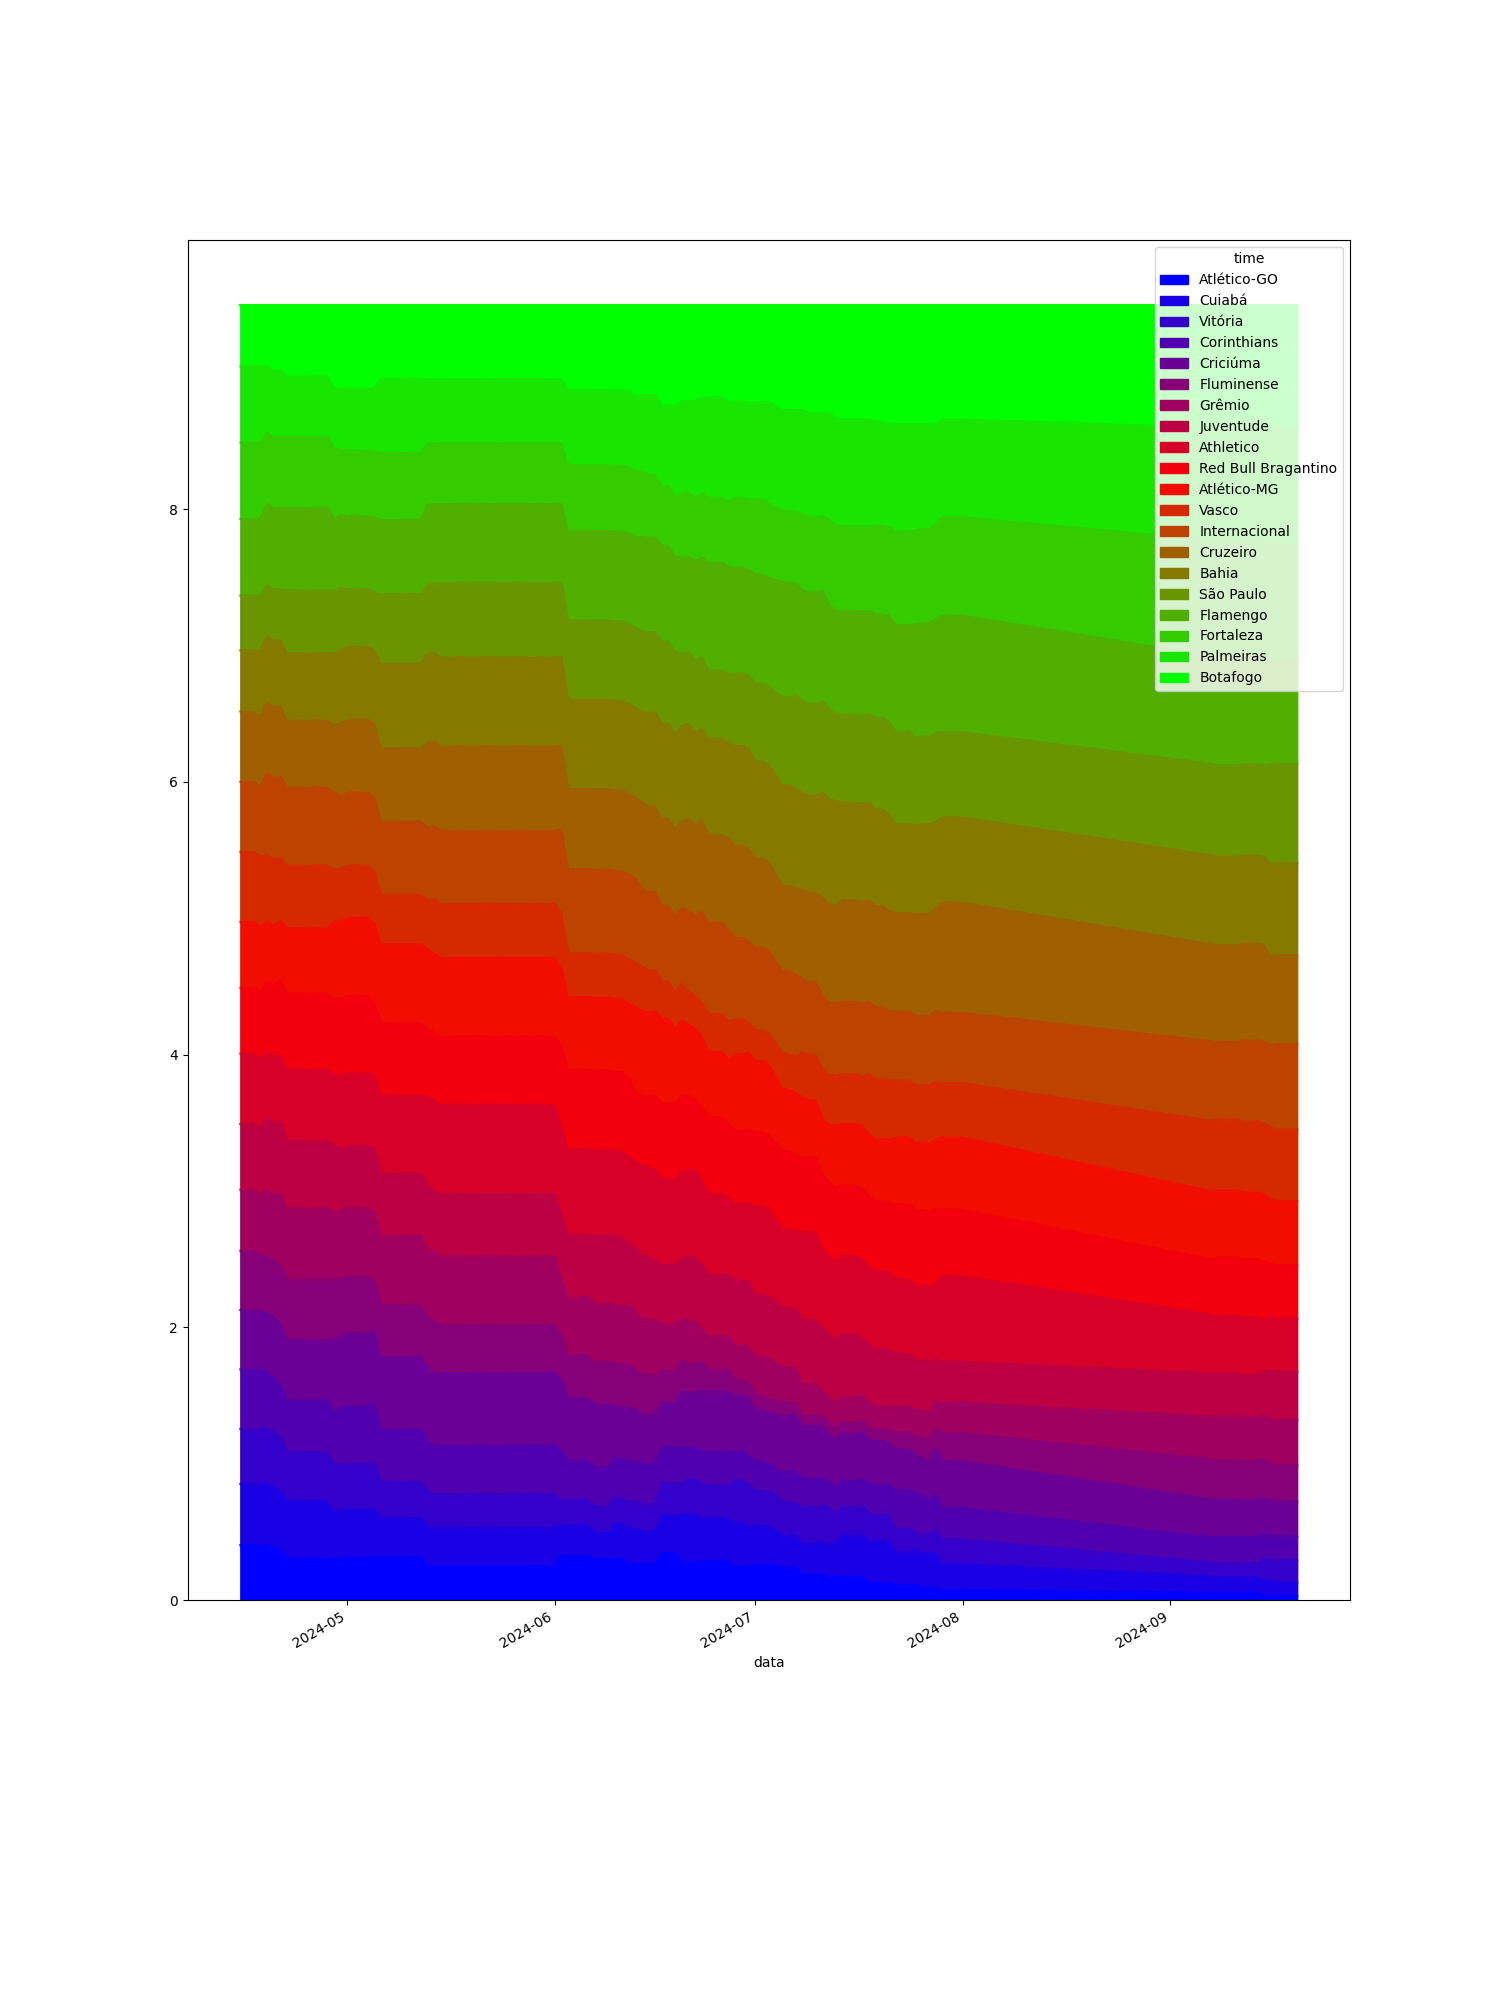 time
Atlético-GO
Cuiabá
Vitória
Corinthians
Criciúma
Fluminense
Grêmio
Juventude
Athletico
Red Bull Bragantino
Atlético-MG
Vasco
Internacional
Cruzeiro
Bahia
São Paulo
Flamengo
Fortaleza
Palmeiras
Botafogo
8
6
4
2
0
2024-05
2024-06
2024-07
2024-08
2024-09
data